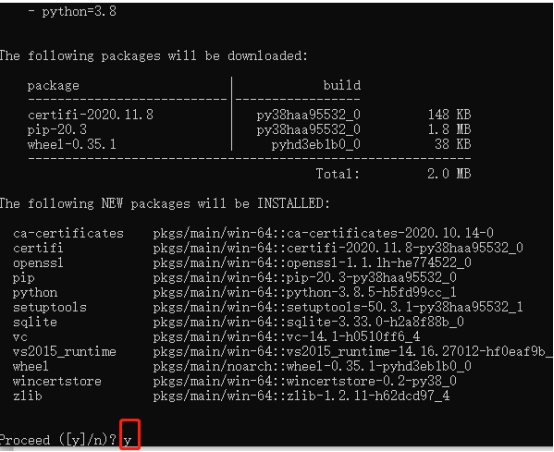 - python=3.8
The following packages will be downloaded:
package | build
---------------------------|-----------------
certifi-2020.11.8 | py38haa95532_0 148 KB
pip-20.3 | py38haa95532_0 1.8 MB
wheel-0.35.1 | pyhd3eb1b0_0 38 KB
------------------------------------------------------------
Total: 2.0 MB
The following NEW packages will be INSTALLED:
ca-certificates pkgs/main/win-64::ca-certificates-2020.10.14-0
certifi pkgs/main/win-64::certifi-2020.11.8-py38haa95532_0
openssl pkgs/main/win-64::openssl-1.1.1h-he774522_0
pip pkgs/main/win-64::pip-20.3-py38haa95532_0
python pkgs/main/win-64::python-3.8.5-h5fd99cc_1
setuptools pkgs/main/win-64::setuptools-50.3.1-py38haa95532_1
sqlite pkgs/main/win-64::sqlite-3.33.0-h2a8f88b_0
vc pkgs/main/win-64::vc-14.1-h0510ff6_4
vs2015_runtime pkgs/main/win-64::vs2015_runtime-14.16.27012-hf0eaf9b_
wheel pkgs/main/noarch::wheel-0.35.1-pyhd3eb1b0_0
wincertstore pkgs/main/win-64::wincertstore-0.2-py38_0
zlib pkgs/main/win-64::zlib-1.2.11-h62dcd97_4
Proceed ([y]/n)? y